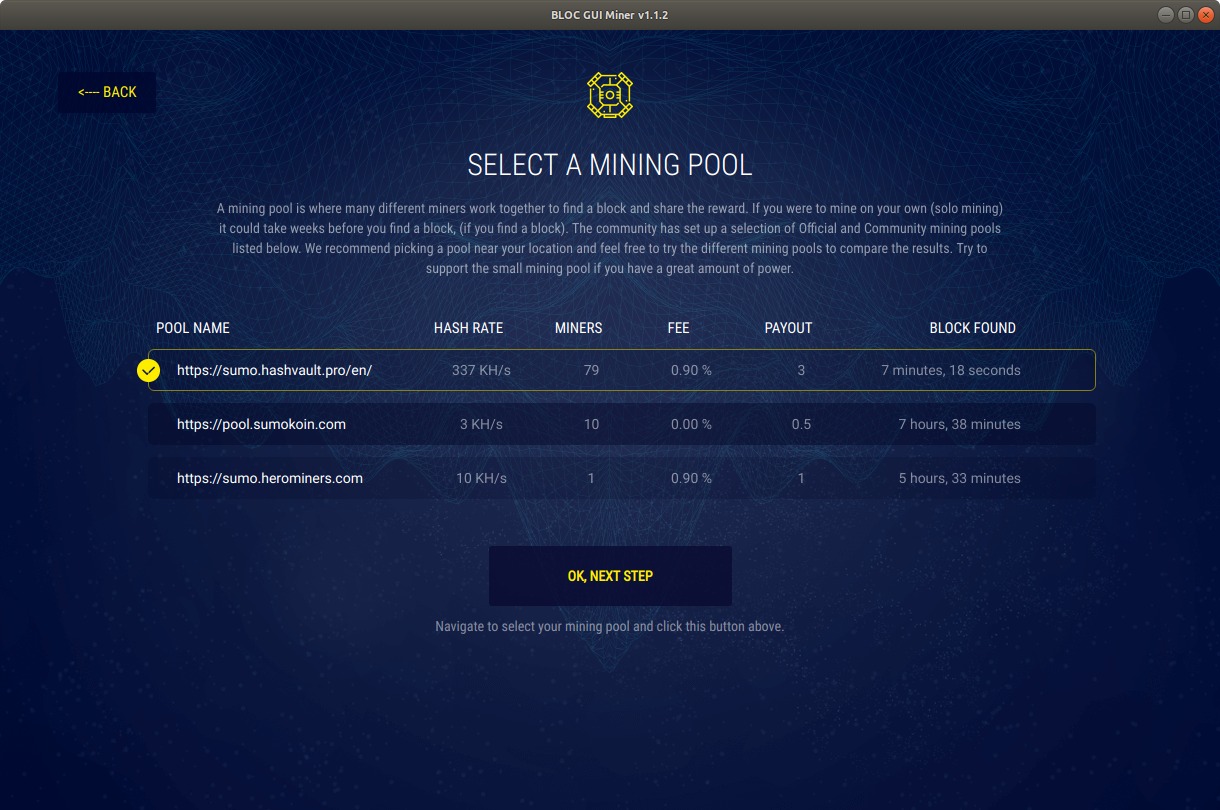 BLOC GUI Miner v1.1.2
<---- BACK
SELECT A MINING POOL
A mining pool is where many different miners work together to find a block and share the reward. If you were to mine on your own (solo mining)
it could take weeks before you find a block, (if you find a block). The community has set up a selection of Official and Community mining pools
listed below. We recommend picking a pool near your location and feel free to try the different mining pools to compare the results. Try to
support the small mining pool if you have a great amount of power.
POOL NAME HASH RATE MINERS FEE PAYOUT BLOCK FOUND
https://sumo.hashvault.pro/en/ 337 KH/s 79 0.90 % 3 7 minutes, 18 seconds
https://pool.sumokoin.com 3 KH/s 10 0.00 % 0.5 7 hours, 38 minutes
https://sumo.herominers.com 10 KH/s 1 0.90 % 1 5 hours, 33 minutes
OK, NEXT STEP
Navigate to select your mining pool and click this button above.